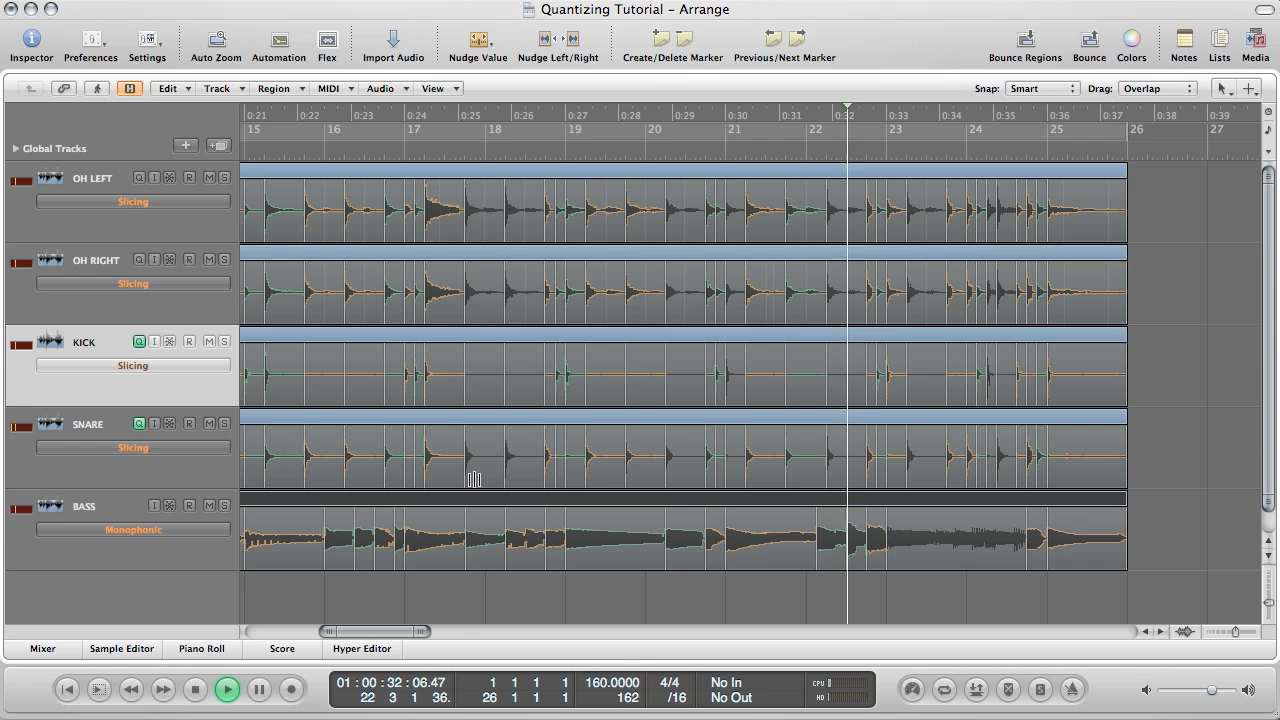 Quantizing Tutorial – Arrange
Inspector Preferences Settings Auto Zoom Automation Flex Import Audio Nudge Value Nudge Left/Right Create/Delete Marker Previous/Next Marker Bounce Regions Bounce Colors Notes Lists Media
H Edit Track Region MIDI Audio View Snap: Smart Drag: Overlap
0:21 0:22 0:23 0:24 0:25 0:26 0:27 0:28 0:29 0:30 0:31 0:32 0:33 0:34 0:35 0:36 0:37 0:38 0:39
15 16 17 18 19 20 21 22 23 24 25 26 27
Global Tracks
OH LEFT Q I R M S
Slicing
OH RIGHT Q I R M S
Slicing
KICK Q I R M S
Slicing
SNARE Q I R M S
Slicing
BASS I R M S
Monophonic
Mixer Sample Editor Piano Roll Score Hyper Editor
01 : 00 : 32 : 06.47 1 1 1 1 160.0000 4/4 No In CPU
22 3 1 36. 26 1 1 1 162 /16 No Out HD